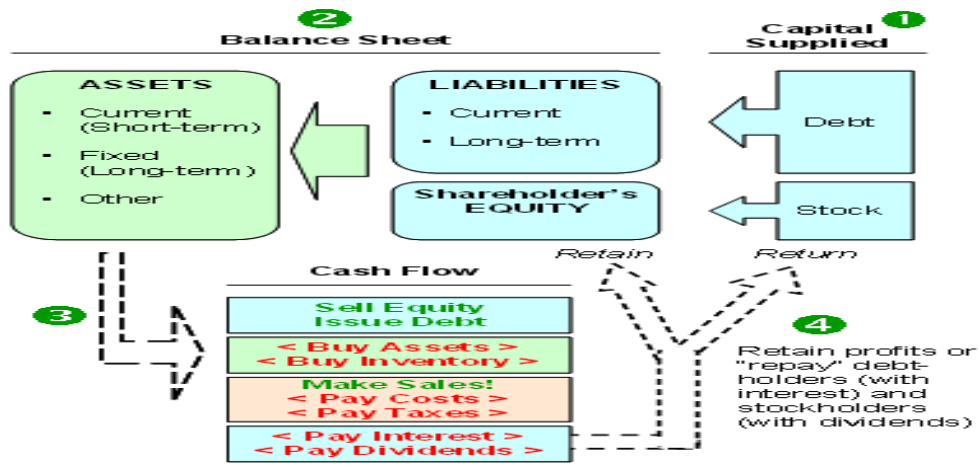 2
Balance Sheet
Capital
Supplied
1
ASSETS
▪ Current
(Short-term)
▪ Fixed
(Long-term)
▪ Other
LIABILITIES
▪ Current
▪ Long-term
Shareholder's
EQUITY
Debt
Stock
Retain
Return
3
Cash Flow
Sell Equity
Issue Debt
< Buy Assets >
< Buy Inventory >
Make Sales!
< Pay Costs >
< Pay Taxes >
< Pay Interest >
< Pay Dividends >
4
Retain profits or
"repay" debt-
holders (with
interest) and
stockholders
(with dividends)